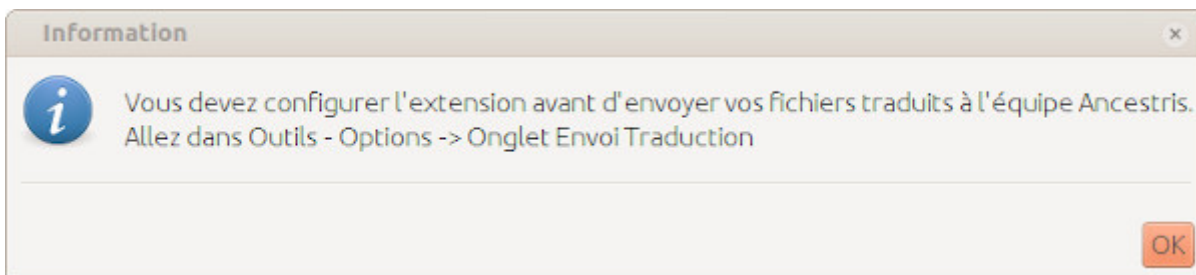 Information
Vous devez configurer l'extension avant d'envoyer vos fichiers traduits à l'équipe Ancestris.
Allez dans Outils - Options -> Onglet Envoi Traduction
OK